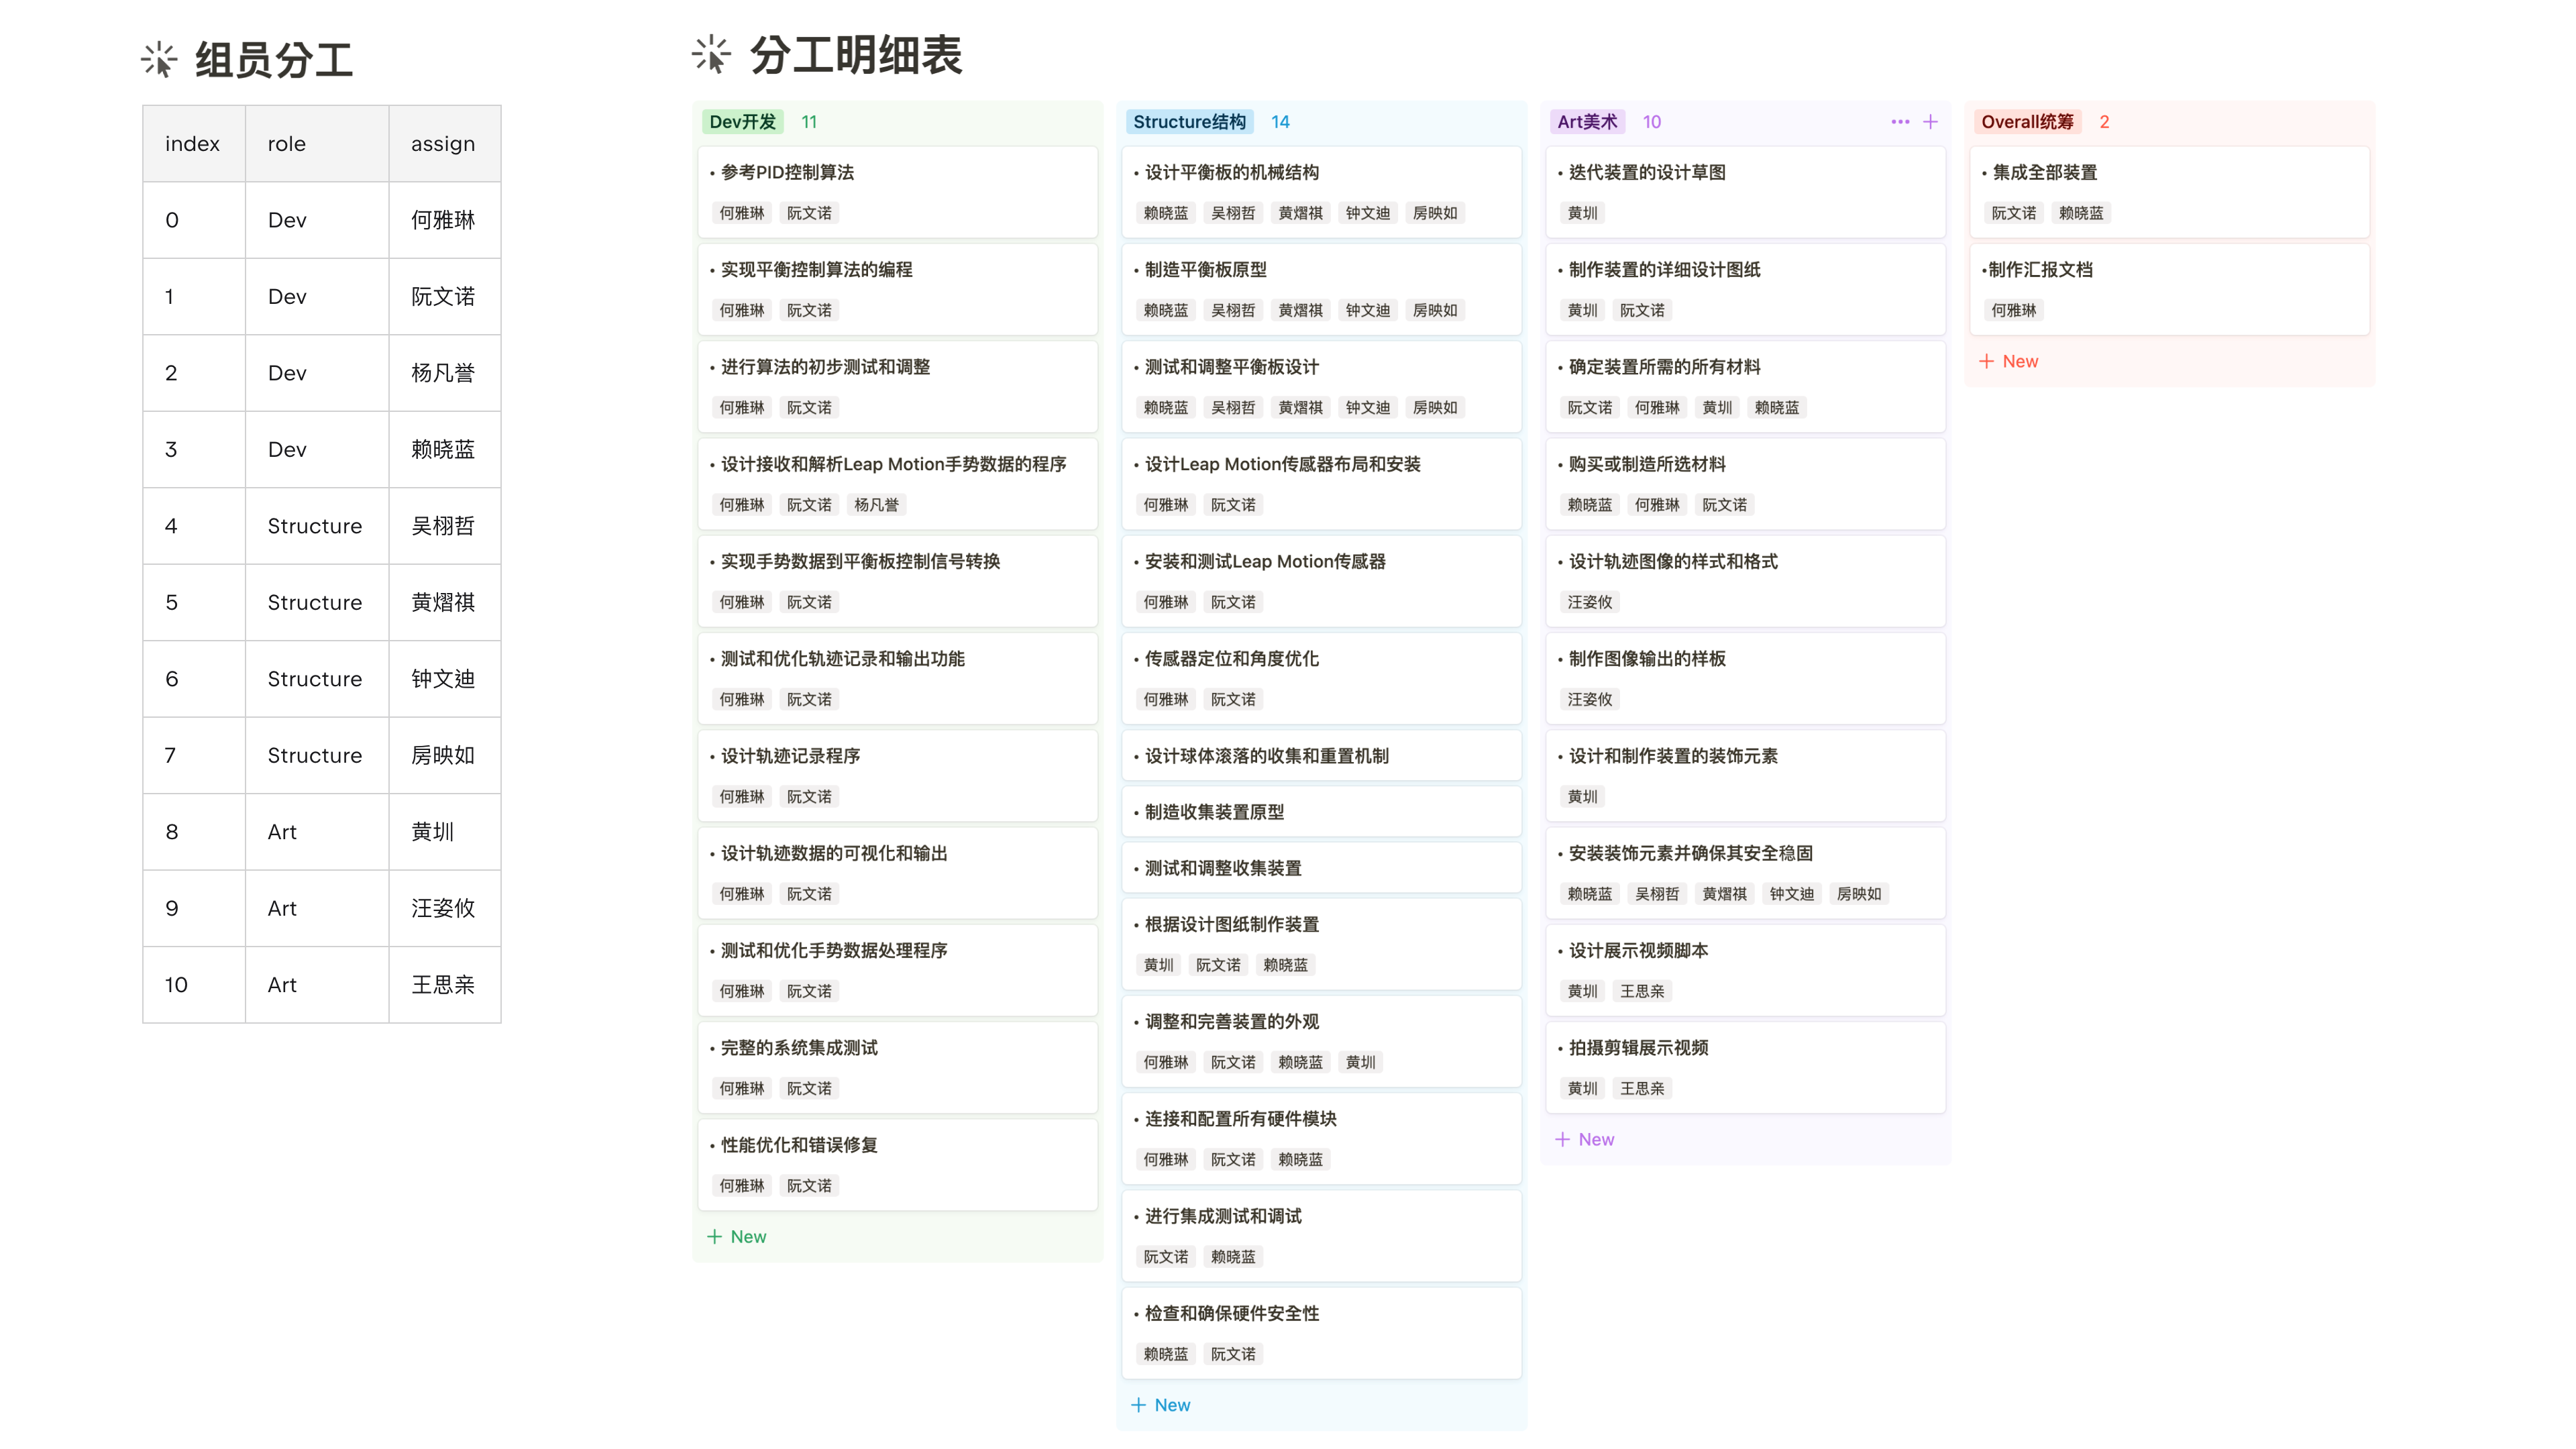 组员分工
index role assign
0 Dev 何雅琳
1 Dev 阮文诺
2 Dev 杨凡誉
3 Dev 赖晓蓝
4 Structure 吴栩哲
5 Structure 黄熠祺
6 Structure 钟文迪
7 Structure 房映如
8 Art 黄圳
9 Art 汪姿攸
10 Art 王思亲
分工明细表
Dev开发 11
• 参考PID控制算法
何雅琳 阮文诺
• 实现平衡控制算法的编程
何雅琳 阮文诺
• 进行算法的初步测试和调整
何雅琳 阮文诺
• 设计接收和解析Leap Motion手势数据的程序
何雅琳 阮文诺 杨凡誉
• 实现手势数据到平衡板控制信号转换
何雅琳 阮文诺
• 测试和优化轨迹记录和输出功能
何雅琳 阮文诺
• 设计轨迹记录程序
何雅琳 阮文诺
• 设计轨迹数据的可视化和输出
何雅琳 阮文诺
• 测试和优化手势数据处理程序
何雅琳 阮文诺
• 完整的系统集成测试
何雅琳 阮文诺
• 性能优化和错误修复
何雅琳 阮文诺
+ New
Structure结构 14
• 设计平衡板的机械结构
赖晓蓝 吴栩哲 黄熠祺 钟文迪 房映如
• 制造平衡板原型
赖晓蓝 吴栩哲 黄熠祺 钟文迪 房映如
• 测试和调整平衡板设计
赖晓蓝 吴栩哲 黄熠祺 钟文迪 房映如
• 设计Leap Motion传感器布局和安装
何雅琳 阮文诺
• 安装和测试Leap Motion传感器
何雅琳 阮文诺
• 传感器定位和角度优化
何雅琳 阮文诺
• 设计球体滚落的收集和重置机制
• 制造收集装置原型
• 测试和调整收集装置
• 根据设计图纸制作装置
黄圳 阮文诺 赖晓蓝
• 调整和完善装置的外观
何雅琳 阮文诺 赖晓蓝 黄圳
• 连接和配置所有硬件模块
何雅琳 阮文诺 赖晓蓝
• 进行集成测试和调试
阮文诺 赖晓蓝
• 检查和确保硬件安全性
赖晓蓝 阮文诺
+ New
Art美术 10 ••• +
• 迭代装置的设计草图
黄圳
• 制作装置的详细设计图纸
黄圳 阮文诺
• 确定装置所需的所有材料
阮文诺 何雅琳 黄圳 赖晓蓝
• 购买或制造所选材料
赖晓蓝 何雅琳 阮文诺
• 设计轨迹图像的样式和格式
汪姿攸
• 制作图像输出的样板
汪姿攸
• 设计和制作装置的装饰元素
黄圳
• 安装装饰元素并确保其安全稳固
赖晓蓝 吴栩哲 黄熠祺 钟文迪 房映如
• 设计展示视频脚本
黄圳 王思亲
• 拍摄剪辑展示视频
黄圳 王思亲
+ New
Overall统筹 2
• 集成全部装置
阮文诺 赖晓蓝
•制作汇报文档
何雅琳
+ New